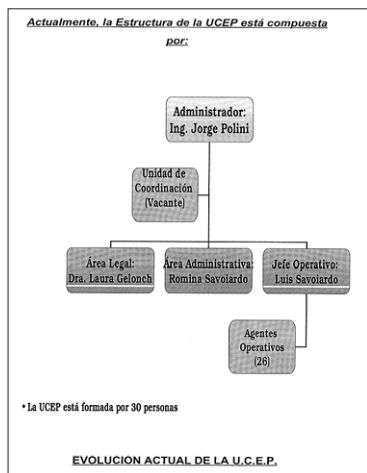 Actualmente, la Estructura de la UCEP está compuesta
por:
Administrador:
Ing. Jorge Polini
Unidad de
Coordinación
(Vacante)
Área Legal:
Dra. Laura Gelonch
Área Administrativa:
Romina Savoiardo
Jefe Operativo:
Luis Savoiardo
Agentes
Operativos
(26)
• La UCEP está formada por 30 personas
EVOLUCION ACTUAL DE LA U.C.E.P.